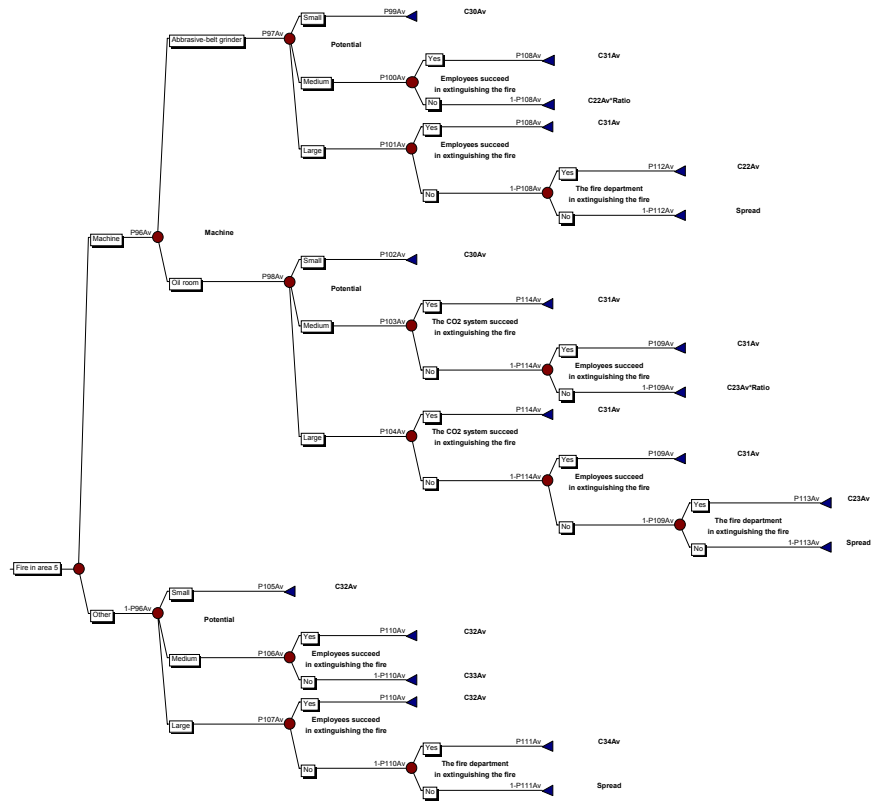 Small
P99Av
C30Av
Abbrasive-belt grinder
P97Av
Potential
Yes
P108Av
C31Av
Medium
P100Av
Employees succeed
in extinguishing the fire
No
1-P108Av
C22Av*Ratio
Yes
P108Av
C31Av
Large
P101Av
Employees succeed
in extinguishing the fire
Yes
P112Av
C22Av
No
1-P108Av
The fire department
in extinguishing the fire
No
1-P112Av
Spread
Machine
P96Av
Machine
Small
P102Av
C30Av
Oil room
P98Av
Potential
Yes
P114Av
C31Av
Medium
P103Av
The CO2 system succeed
in extinguishing the fire
Yes
P109Av
C31Av
No
1-P114Av
Employees succeed
in extinguishing the fire
No
1-P109Av
C23Av*Ratio
Yes
P114Av
C31Av
Large
P104Av
The CO2 system succeed
in extinguishing the fire
Yes
P109Av
C31Av
No
1-P114Av
Employees succeed
in extinguishing the fire
Yes
P113Av
C23Av
No
1-P109Av
The fire department
in extinguishing the fire
No
1-P113Av
Spread
Fire in area 5
Small
P105Av
C32Av
Other
1-P96Av
Potential
Yes
P110Av
C32Av
Medium
P106Av
Employees succeed
in extinguishing the fire
No
1-P110Av
C33Av
Yes
P110Av
C32Av
Large
P107Av
Employees succeed
in extinguishing the fire
Yes
P111Av
C34Av
No
1-P110Av
The fire department
in extinguishing the fire
No
1-P111Av
Spread